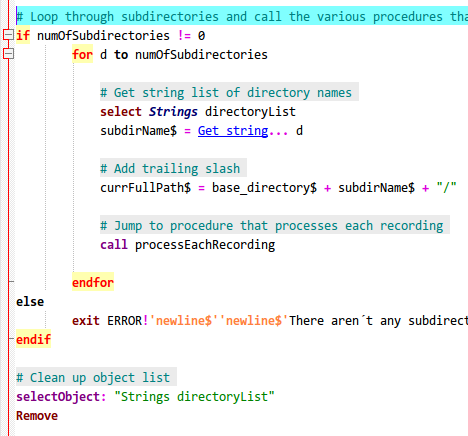 # Loop through subdirectories and call the various procedures tha
if numOfSubdirectories != 0
for d to numOfSubdirectories
# Get string list of directory names
select Strings directoryList
subdirName$ = Get string... d
# Add trailing slash
currFullPath$ = base_directory$ + subdirName$ + "/"
# Jump to procedure that processes each recording
call processEachRecording
endfor
else
exit ERROR!'newline$''newline$'There aren´t any subdirect
endif
# Clean up object list
selectObject: "Strings directoryList"
Remove